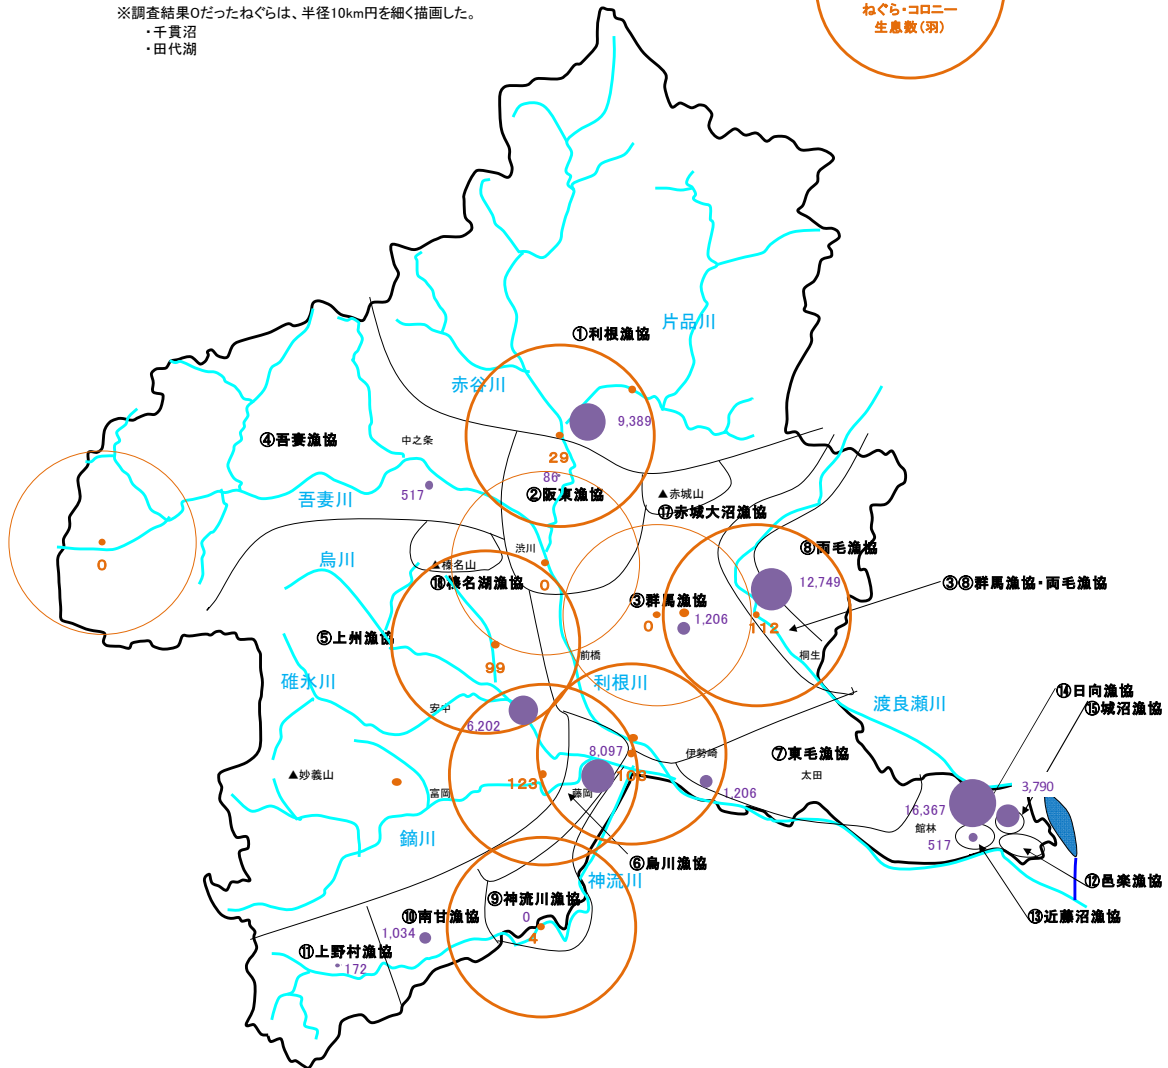 ※調査結果0だったねぐらは、半径10km円を細く描画した。
・千貫沼
・田代湖
ねぐら・コロニー
生息数(羽)
①利根漁協
片品川
赤谷川
9,389
④吾妻漁協
中之条
29
86
517
②阪東漁協
▲赤城山
吾妻川
⑰赤城大沼漁協
0
烏川
渋川
⑧両毛漁協
▲榛名山
⑯榛名湖漁協
0
12,749
③⑧群馬漁協・両毛漁協
③群馬漁協
0
1,206
112
⑤上州漁協
前橋
桐生
99
碓氷川
利根川
⑭日向漁協
渡良瀬川
⑮城沼漁協
安中
6,202
8,097
伊勢崎
⑦東毛漁協
▲妙義山
123
太田
富岡
藤岡
1,206
3,790
16,367
館林
517
鏑川
⑥烏川漁協
神流川
⑫邑楽漁協
⑨神流川漁協
⑩南甘漁協
0
⑬近藤沼漁協
1,034
4
⑪上野村漁協
172